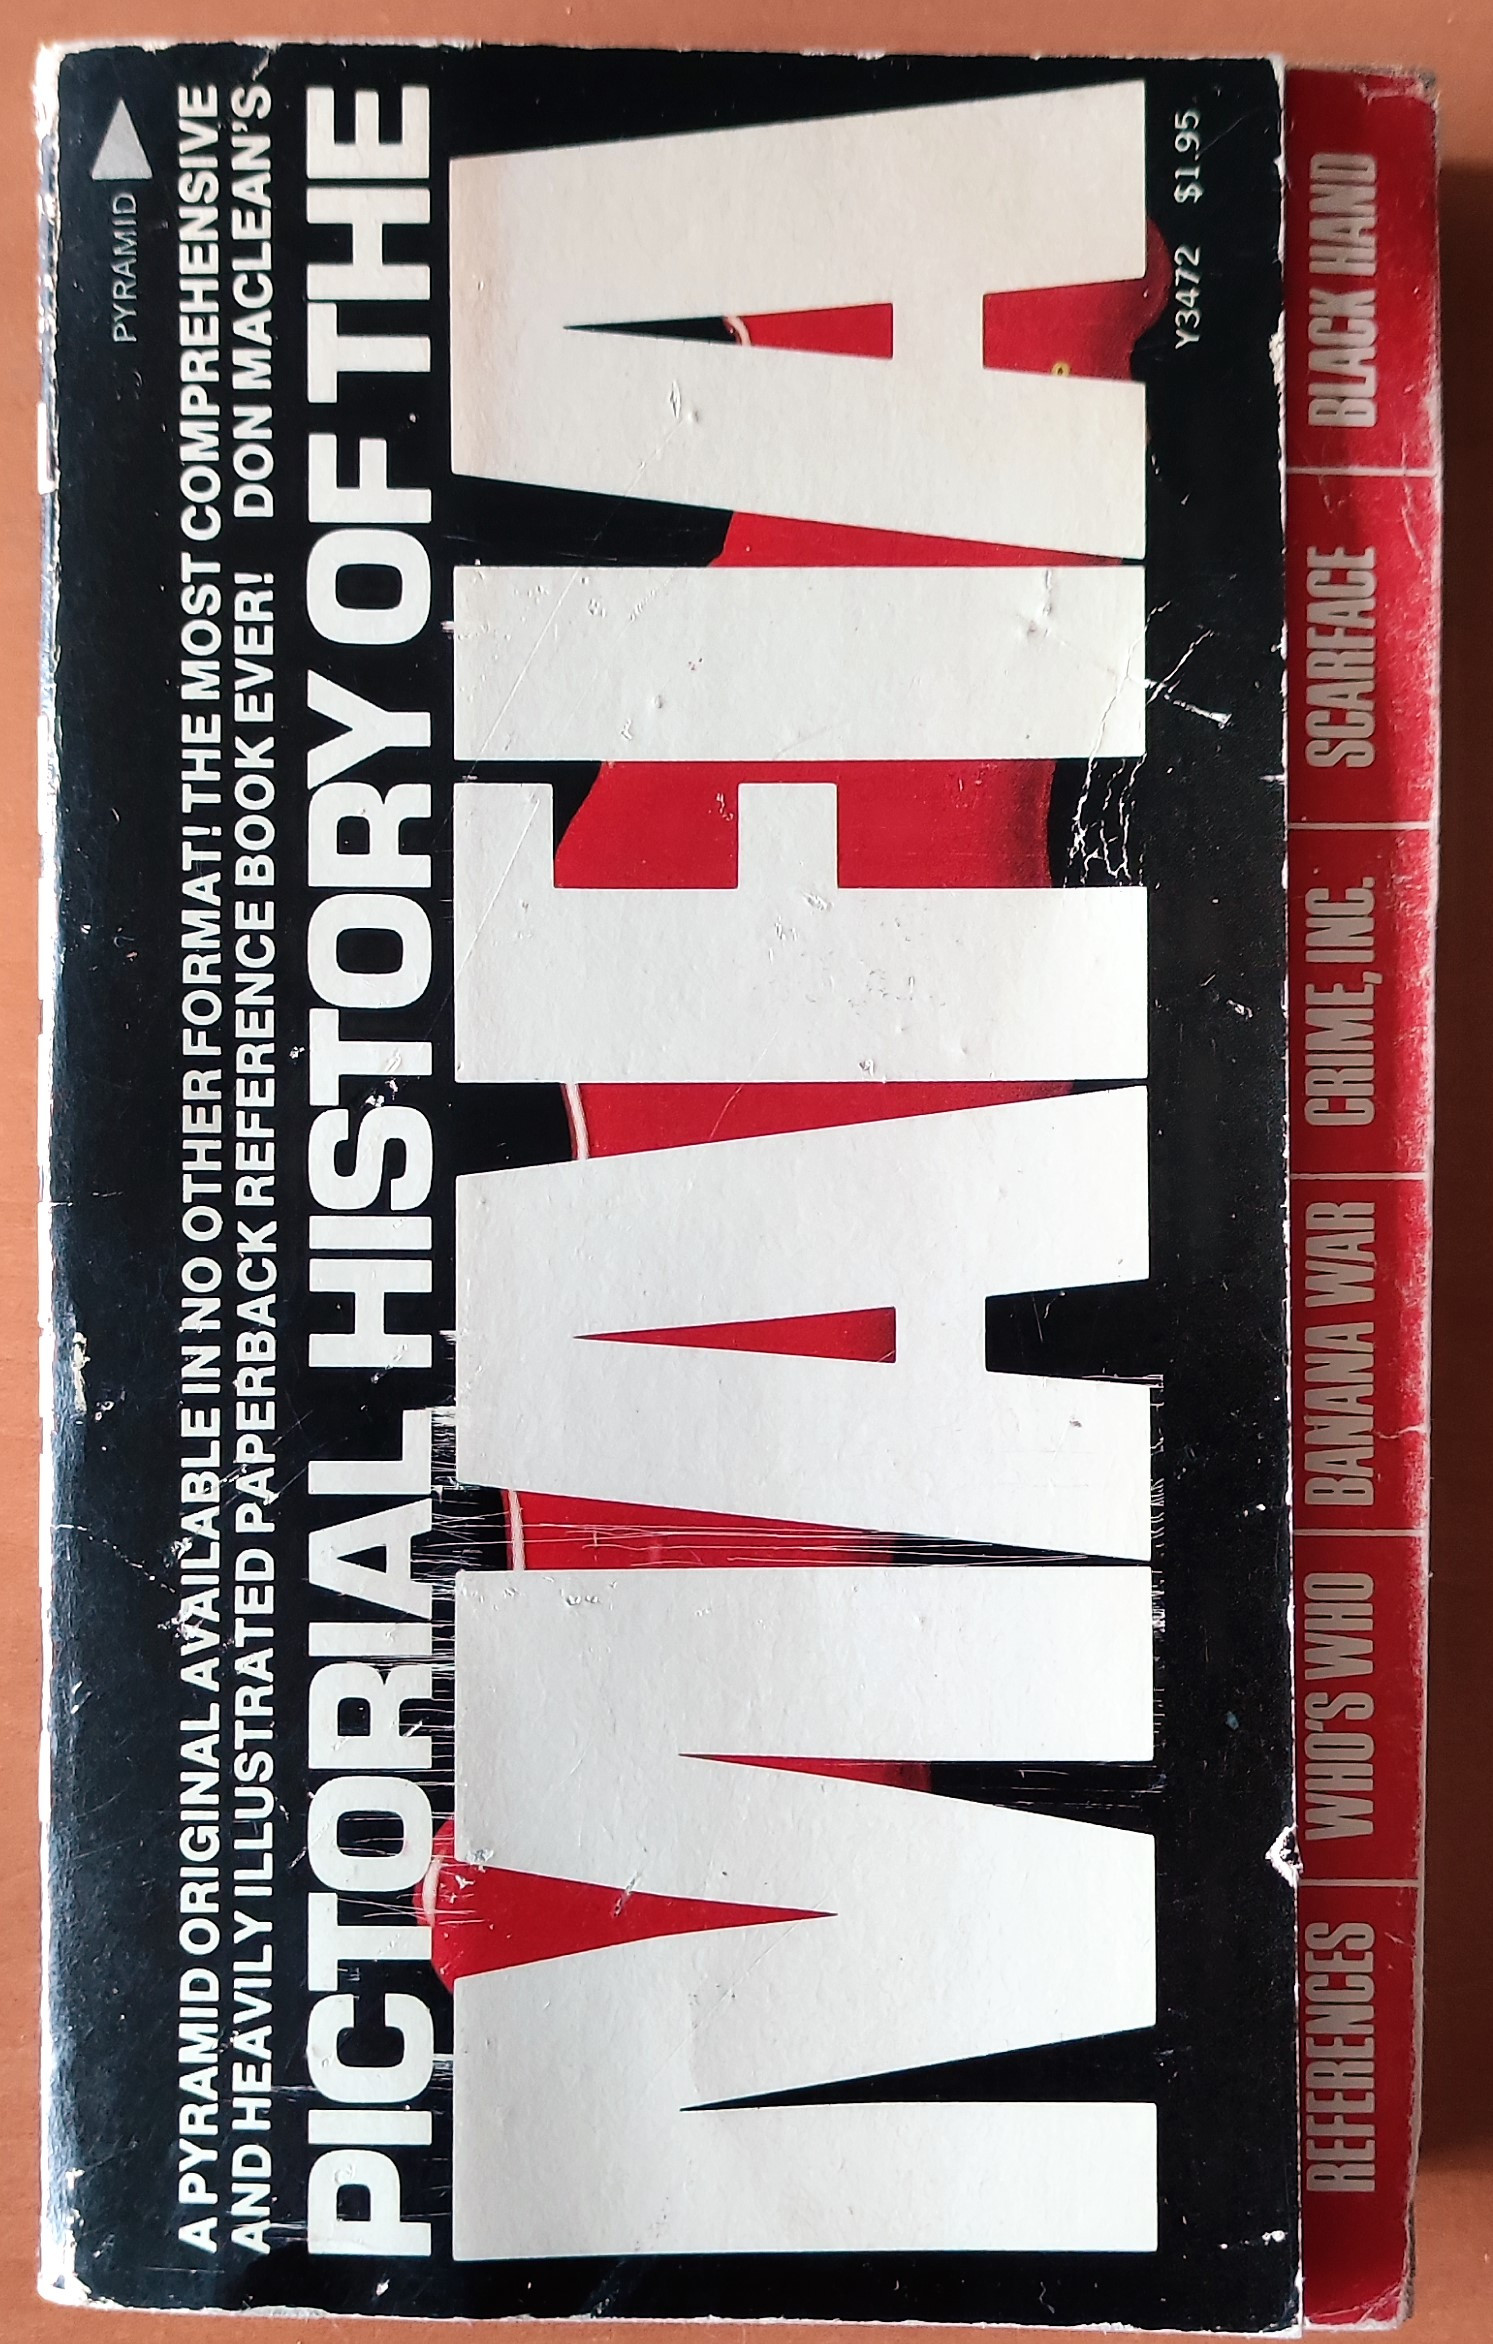 PYRAMID
A PYRAMID ORIGINAL AVAILABLE IN NO OTHER FORMAT! THE MOST COMPREHENSIVE
AND HEAVILY ILLUSTRATED PAPERBACK REFERENCE BOOK EVER! DON MACLEAN'S
PICTORIAL HISTORY OF THE
MAFIA
Y3472 $1.95
REFERENCES WHO'S WHO BANANA WAR CRIME, INC. SCARFACE BLACK HAND